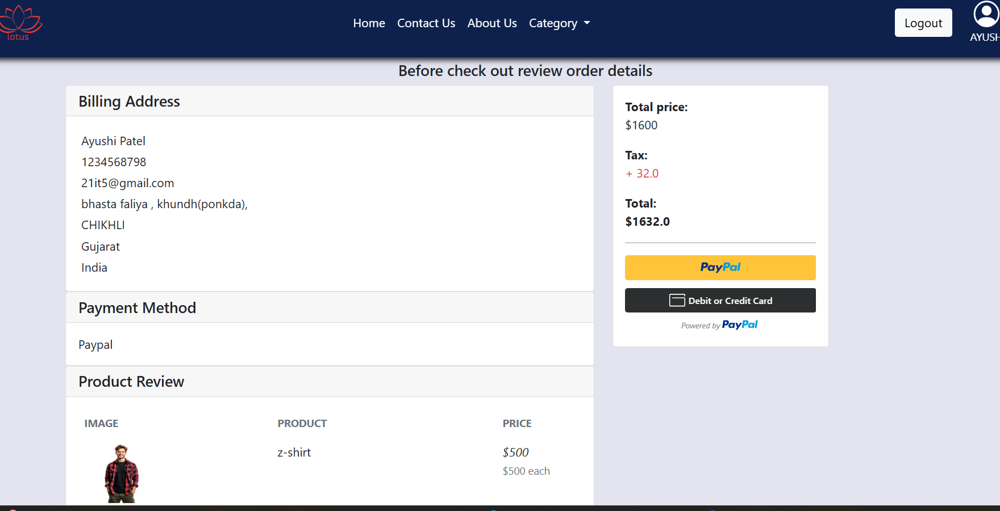 lotus
Home Contact Us About Us Category
Logout
AYUSH
Before check out review order details
Billing Address
Ayushi Patel
1234568798
21it5@gmail.com
bhasta faliya , khundh(ponkda),
CHIKHLI
Gujarat
India
Payment Method
Paypal
Product Review
IMAGE PRODUCT PRICE
z-shirt $500
$500 each
Total price:
$1600
Tax:
+ 32.0
Total:
$1632.0
PayPal
Debit or Credit Card
Powered by PayPal